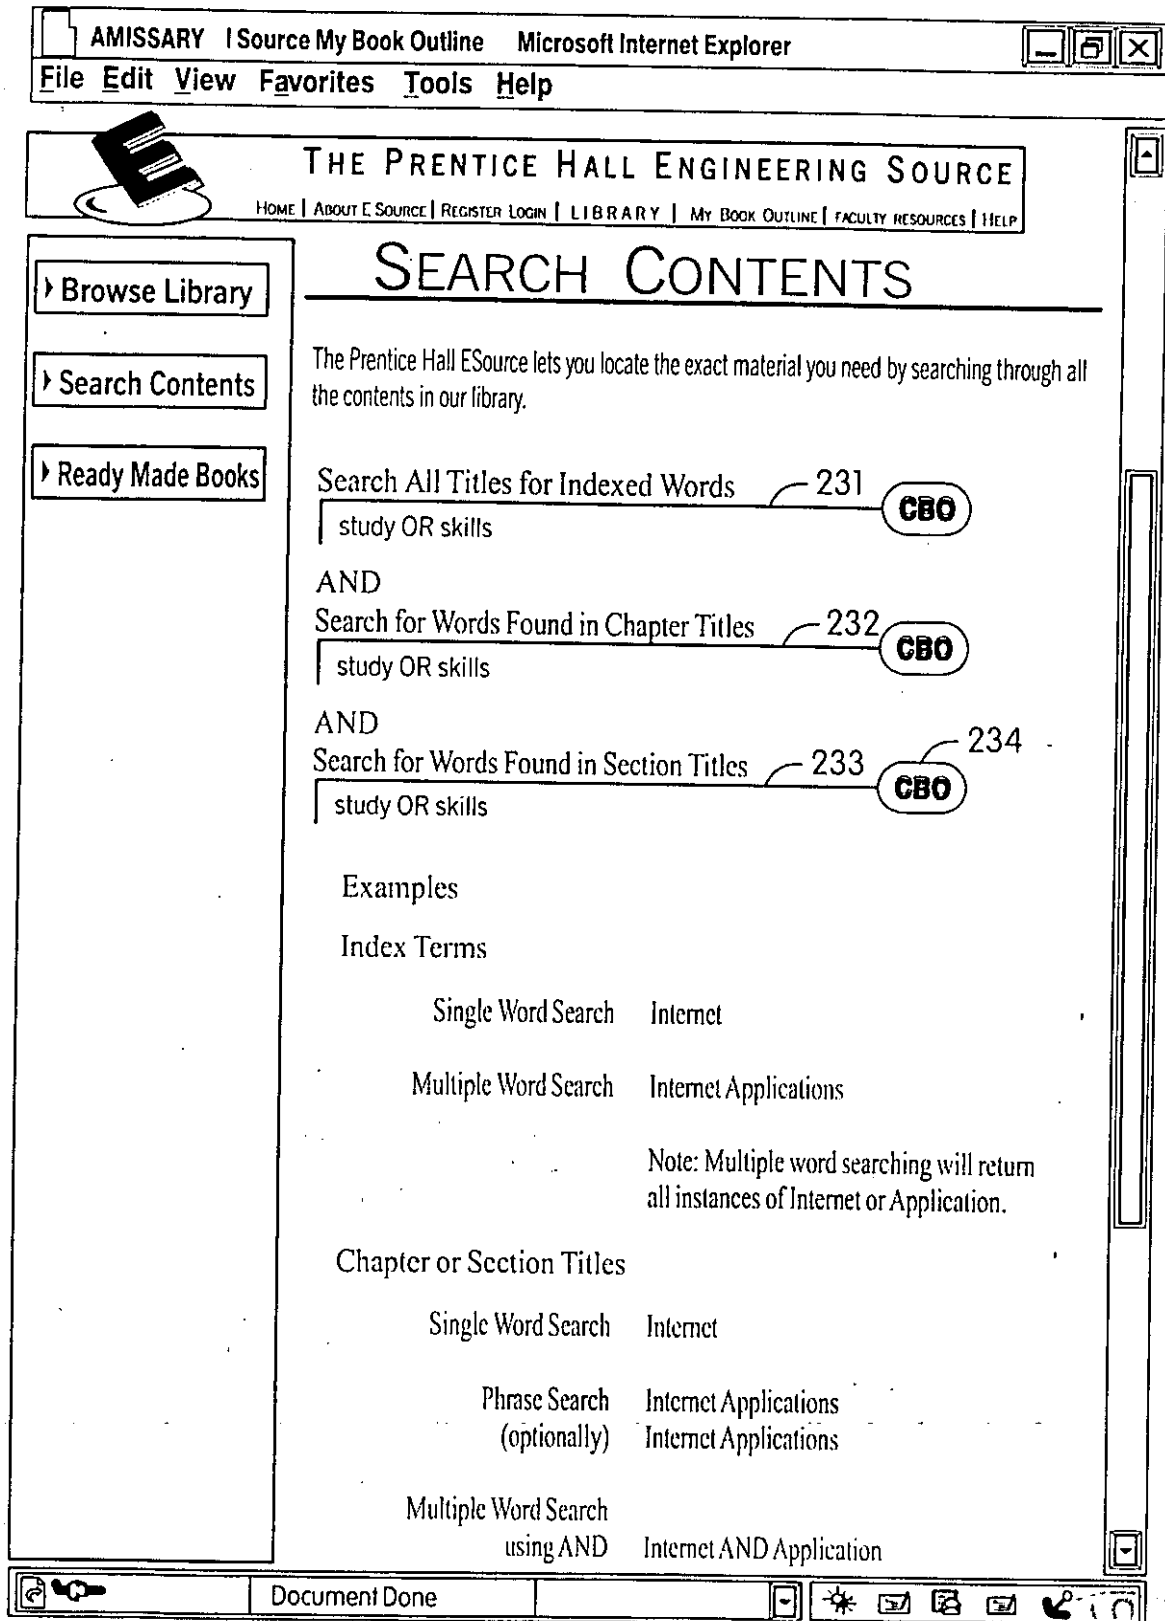 AMISSARY I Source My Book Outline Microsoft Internet Explorer
File Edit View Favorites Tools Help
E
THE PRENTICE HALL ENGINEERING SOURCE
HOME | ABOUT E SOURCE | REGISTER LOGIN | LIBRARY | MY BOOK OUTLINE | FACULTY RESOURCES | HELP
Browse Library
Search Contents
Ready Made Books
SEARCH CONTENTS
The Prentice Hall ESource lets you locate the exact material you need by searching through all
the contents in our library.
Search All Titles for Indexed Words 231 CBO
study OR skills
AND
Search for Words Found in Chapter Titles 232 CBO
study OR skills
AND
234
Search for Words Found in Section Titles 233 CBO
study OR skills
Examples
Index Terms
Single Word Search Internet
Multiple Word Search Internet Applications
Note: Multiple word searching will return
all instances of Internet or Application.
Chapter or Section Titles
Single Word Search Internet
Phrase Search Internet Applications
(optionally) Internet Applications
Multiple Word Search
using AND Internet AND Application
Document Done